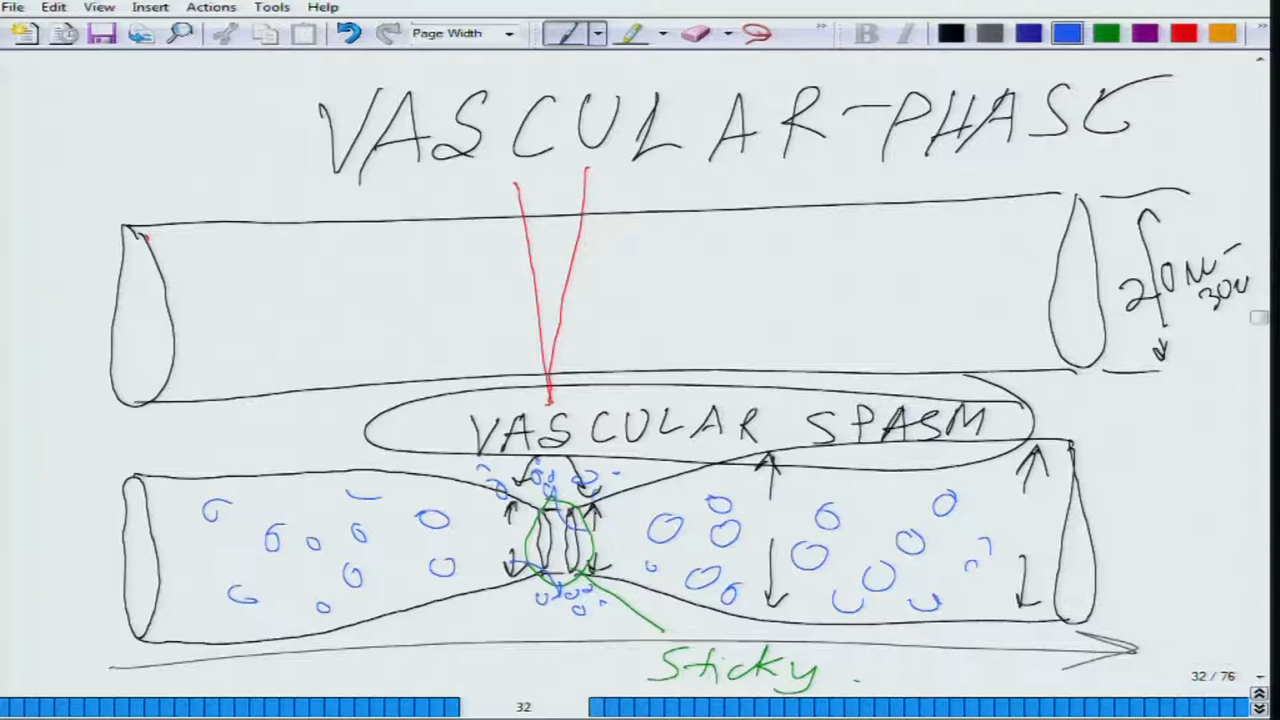 File Edit View Insert Actions Tools Help
Page Width
VASCULAR-PHASE
20μ-
30μ
VASCULAR SPASM
Sticky.
32 / 76
32